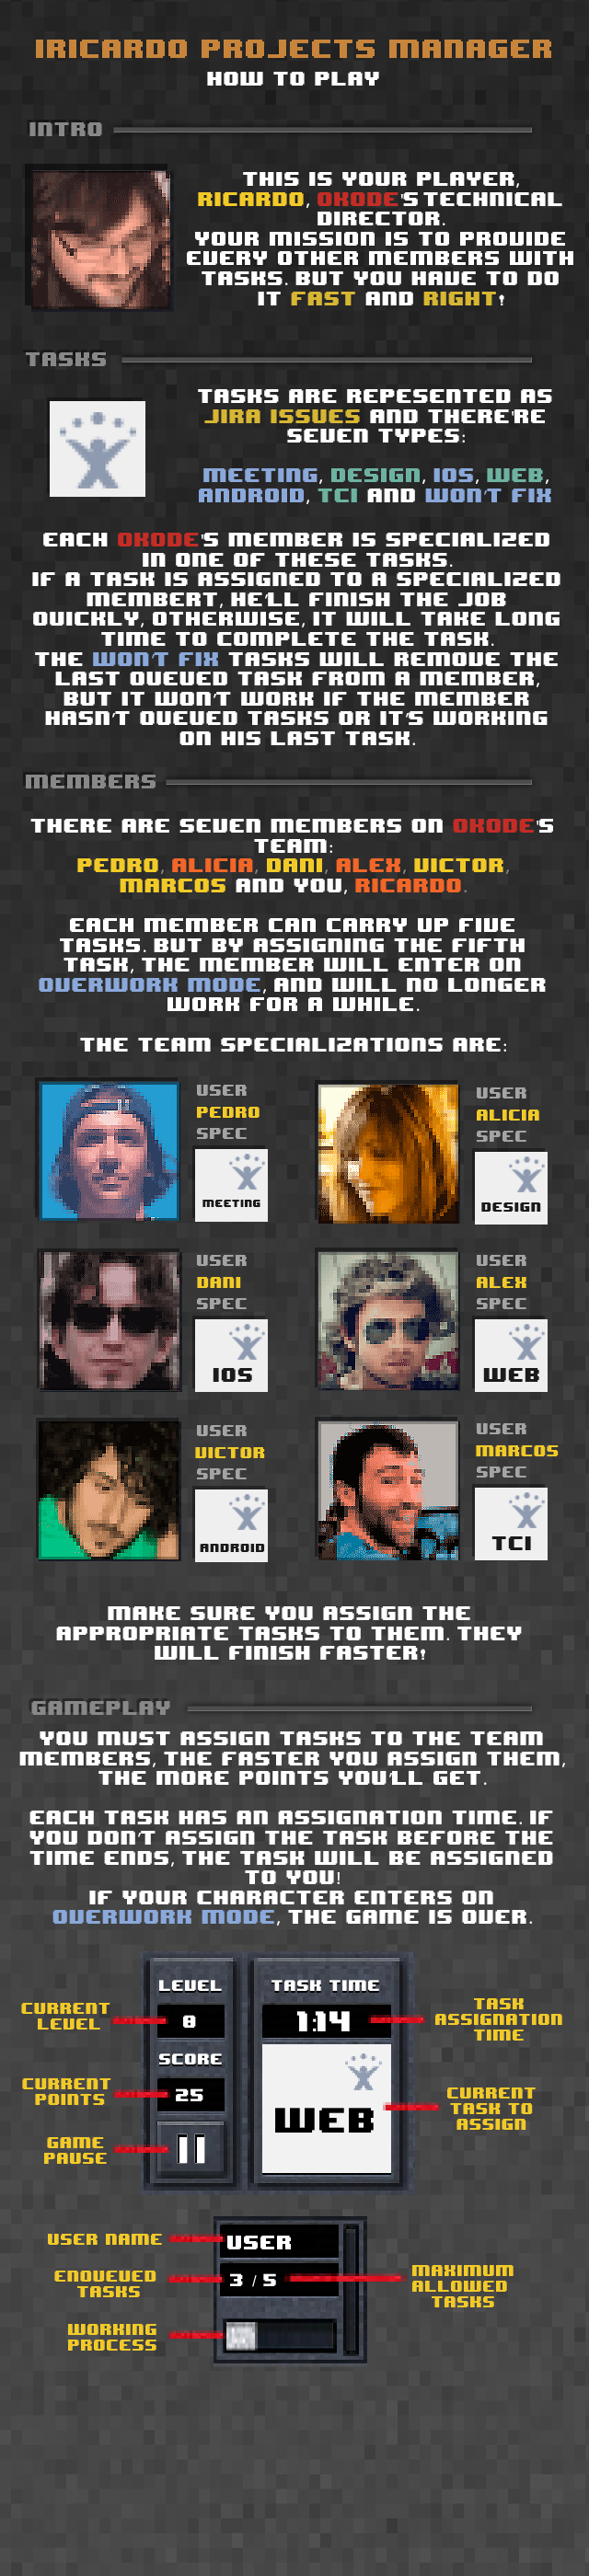 IRICARDO PROJECTS MANAGER
HOW TO PLAY
INTRO
THIS IS YOUR PLAYER,
RICARDO, OKODE'S TECHNICAL
DIRECTOR.
YOUR MISSION IS TO PROVIDE
EVERY OTHER MEMBERS WITH
TASKS. BUT YOU HAVE TO DO
IT FAST AND RIGHT!
TASKS
TASKS ARE REPESENTED AS
JIRA ISSUES AND THERE'RE
SEVEN TYPES:
MEETING, DESIGN, IOS, WEB,
ANDROID, TCI AND WON'T FIX
EACH OKODE'S MEMBER IS SPECIALIZED
IN ONE OF THESE TASKS.
IF A TASK IS ASSIGNED TO A SPECIALIZED
MEMBERT, HE'LL FINISH THE JOB
QUICKLY, OTHERWISE, IT WILL TAKE LONG
TIME TO COMPLETE THE TASK.
THE WON'T FIX TASKS WILL REMOVE THE
LAST QUEUED TASK FROM A MEMBER,
BUT IT WON'T WORK IF THE MEMBER
HASN'T QUEUED TASKS OR IT'S WORKING
ON HIS LAST TASK.
MEMBERS
THERE ARE SEVEN MEMBERS ON OKODE'S
TEAM:
PEDRO, ALICIA, DANI, ALEX, VICTOR,
MARCOS AND YOU, RICARDO.
EACH MEMBER CAN CARRY UP FIVE
TASKS. BUT BY ASSIGNING THE FIFTH
TASK, THE MEMBER WILL ENTER ON
OVERWORK MODE, AND WILL NO LONGER
WORK FOR A WHILE.
THE TEAM SPECIALIZATIONS ARE:
USER
PEDRO
SPEC
MEETING
USER
ALICIA
SPEC
DESIGN
USER
DANI
SPEC
IOS
USER
ALEX
SPEC
WEB
USER
VICTOR
SPEC
ANDROID
USER
MARCOS
SPEC
TCI
MAKE SURE YOU ASSIGN THE
APPROPRIATE TASKS TO THEM. THEY
WILL FINISH FASTER!
GAMEPLAY
YOU MUST ASSIGN TASKS TO THE TEAM
MEMBERS, THE FASTER YOU ASSIGN THEM,
THE MORE POINTS YOU'LL GET.
EACH TASK HAS AN ASSIGNATION TIME. IF
YOU DON'T ASSIGN THE TASK BEFORE THE
TIME ENDS, THE TASK WILL BE ASSIGNED
TO YOU!
IF YOUR CHARACTER ENTERS ON
OVERWORK MODE, THE GAME IS OVER.
CURRENT
LEVEL
CURRENT
POINTS
GAME
PAUSE
LEVEL
0
SCORE
25
TASK TIME
1:14
WEB
TASK
ASSIGNATION
TIME
CURRENT
TASK TO
ASSIGN
USER NAME
ENQUEUED
TASKS
WORKING
PROCESS
USER
3 / 5
MAXIMUM
ALLOWED
TASKS